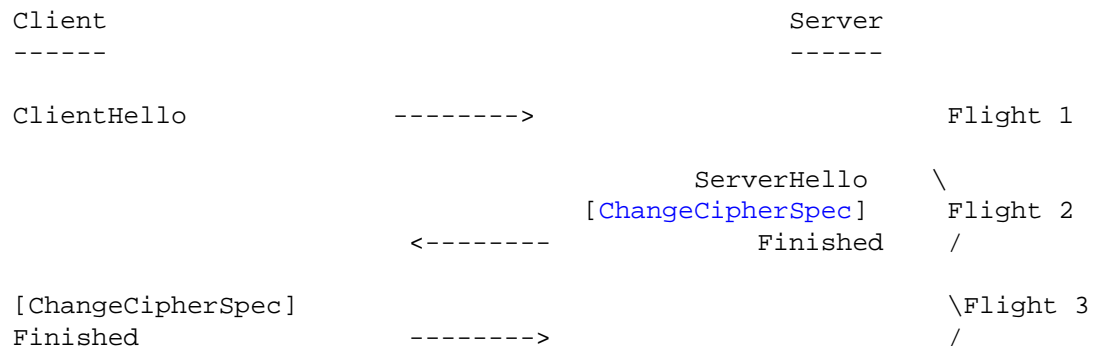 Client                                            Server
------                                            ------
ClientHello             -------->                             Flight 1
                                            ServerHello    \
                                     [ChangeCipherSpec]     Flight 2
                         <--------             Finished    /
[ChangeCipherSpec]                                          \Flight 3
Finished                 -------->                          /